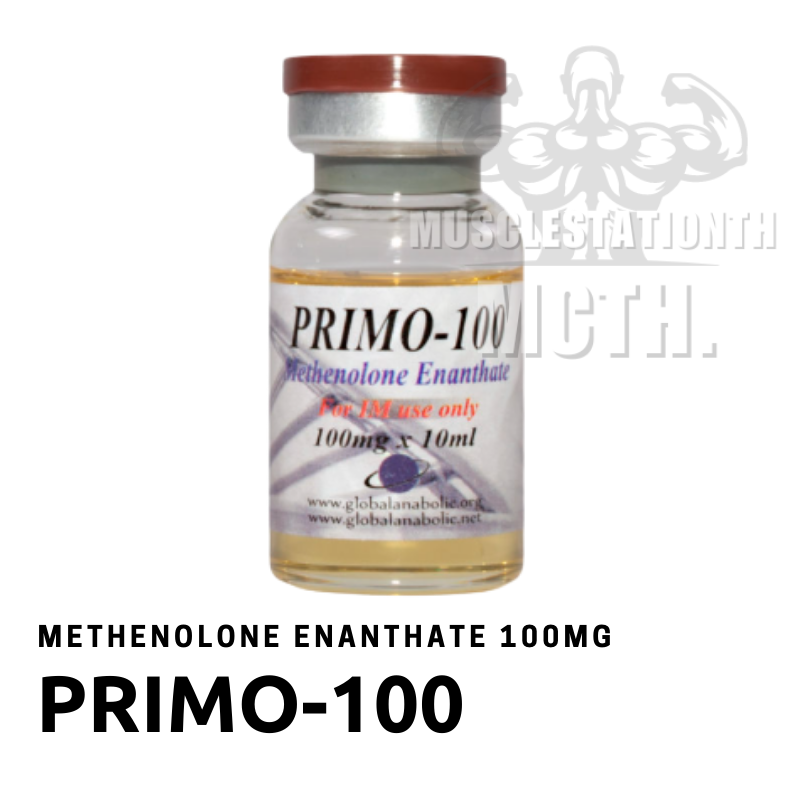 MUSCLESTATIONTH
MCTH.
PRIMO-100
Methenolone Enanthate
For IM use only
100mg x 10ml
www.globalanabolic.org
www.globalanabolic.net
METHENOLONE ENANTHATE 100MG
PRIMO-100